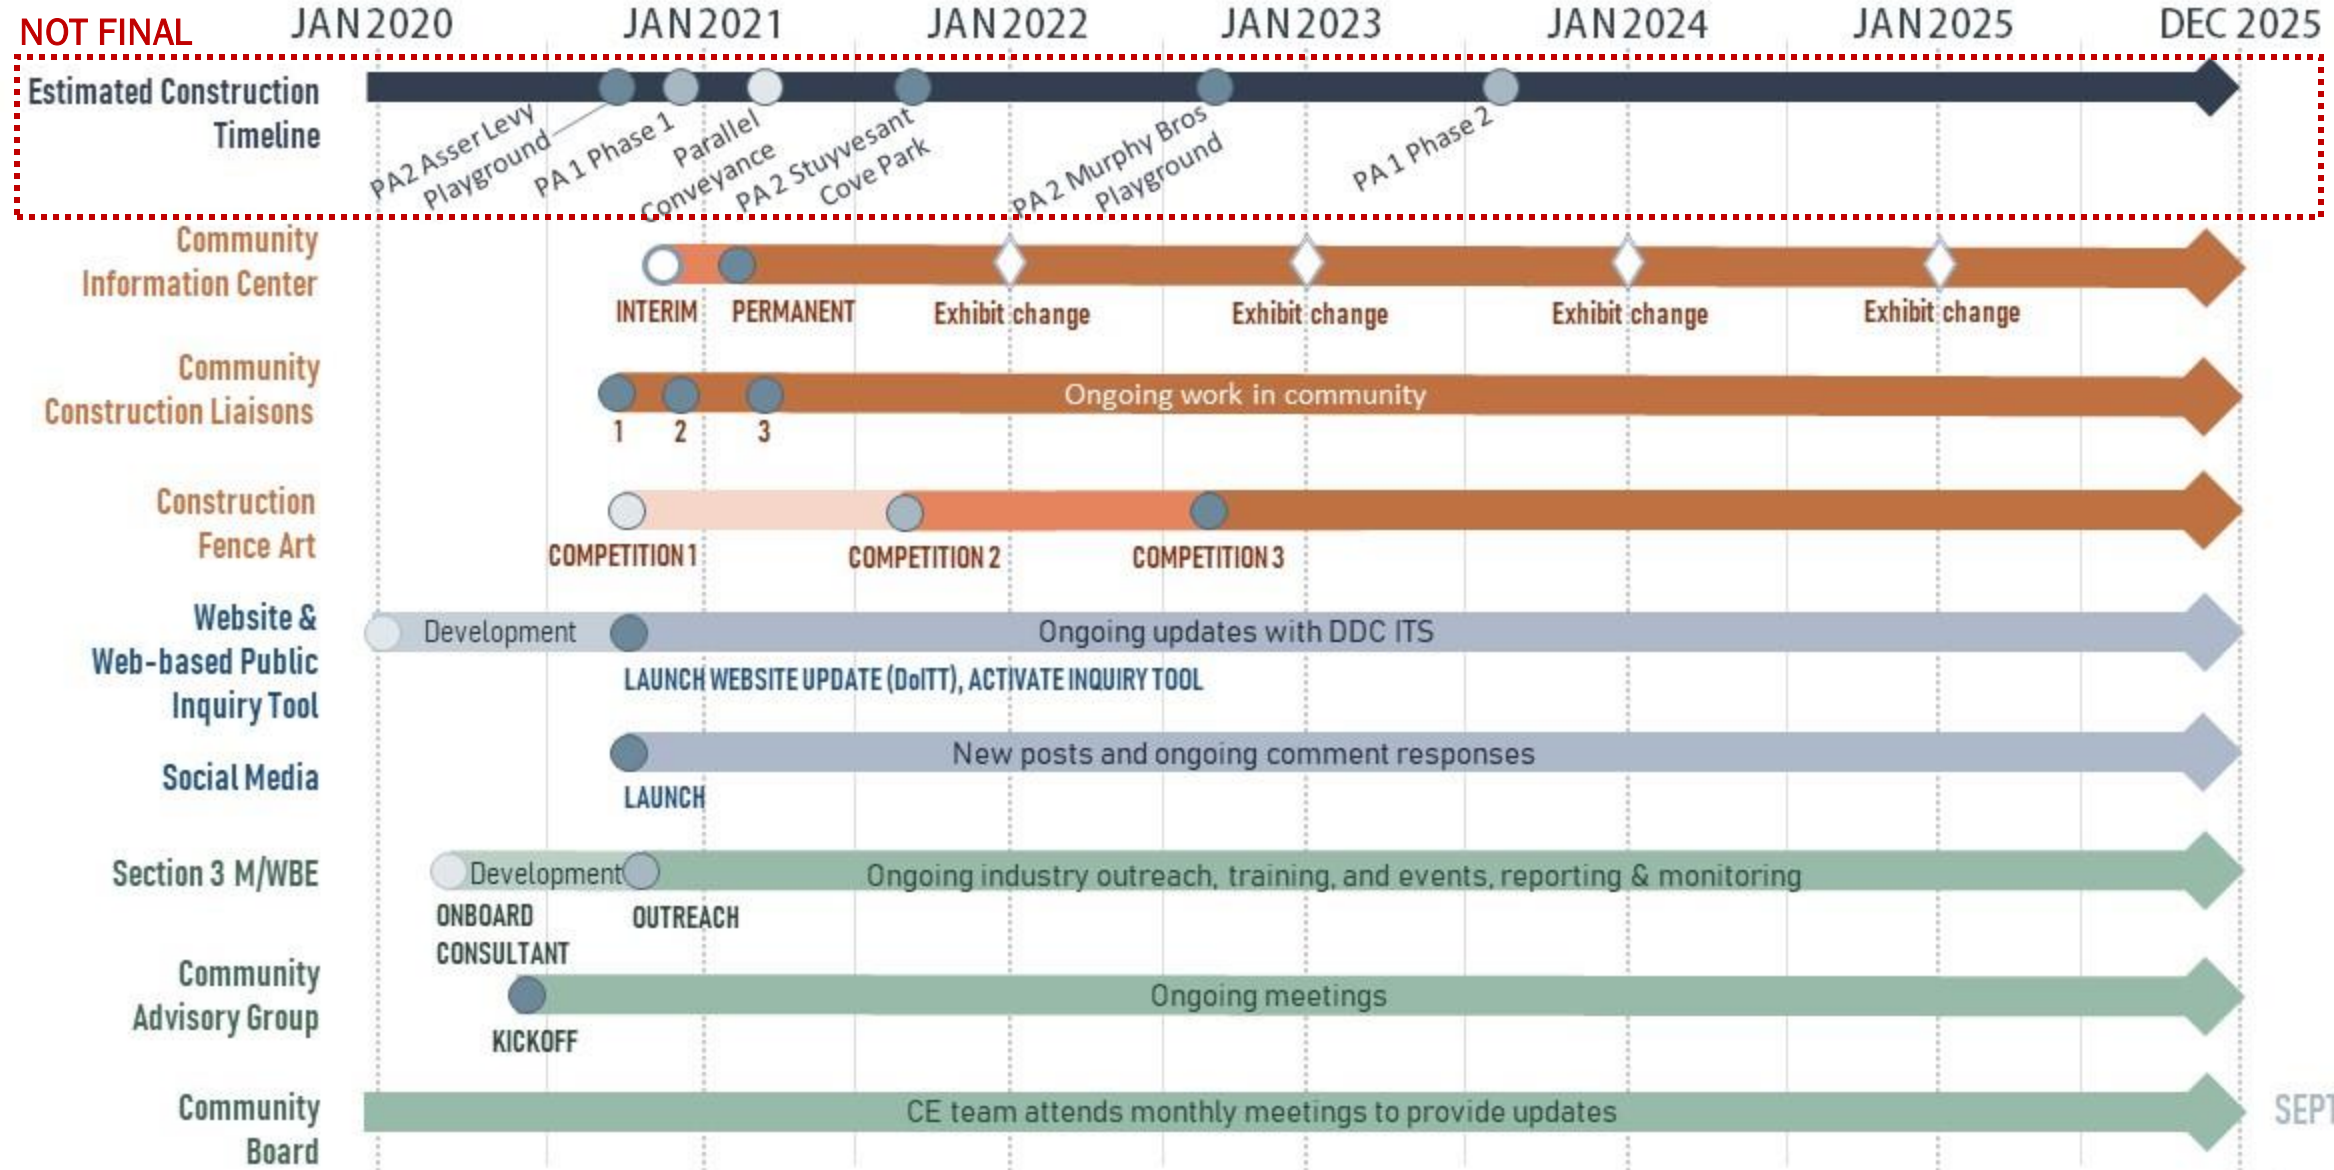 JAN 2020 JAN 2021 JAN 2022 JAN 2023 JAN 2024 JAN 2025 DEC 2025
NOT FINAL
Estimated Construction
Timeline
PA2 Asser Levy
Playground
PA 1 Phase 1
Parallel
Conveyance
PA 2 Stuyvesant
Cove Park
PA 2 Murphy Bros
Playground
PA 1 Phase 2
Community
Information Center
INTERIM PERMANENT Exhibit change Exhibit change Exhibit change Exhibit change
Community
Construction Liaisons
Ongoing work in community
1 2 3
Construction
Fence Art
COMPETITION 1 COMPETITION 2 COMPETITION 3
Website &
Web-based Public
Inquiry Tool
Development Ongoing updates with DDC ITS
LAUNCH WEBSITE UPDATE (DoITT), ACTIVATE INQUIRY TOOL
Social Media
New posts and ongoing comment responses
LAUNCH
Section 3 M/WBE
Development Ongoing industry outreach, training, and events, reporting & monitoring
ONBOARD
CONSULTANT
OUTREACH
Community
Advisory Group
Ongoing meetings
KICKOFF
Community
Board
CE team attends monthly meetings to provide updates
SEPT